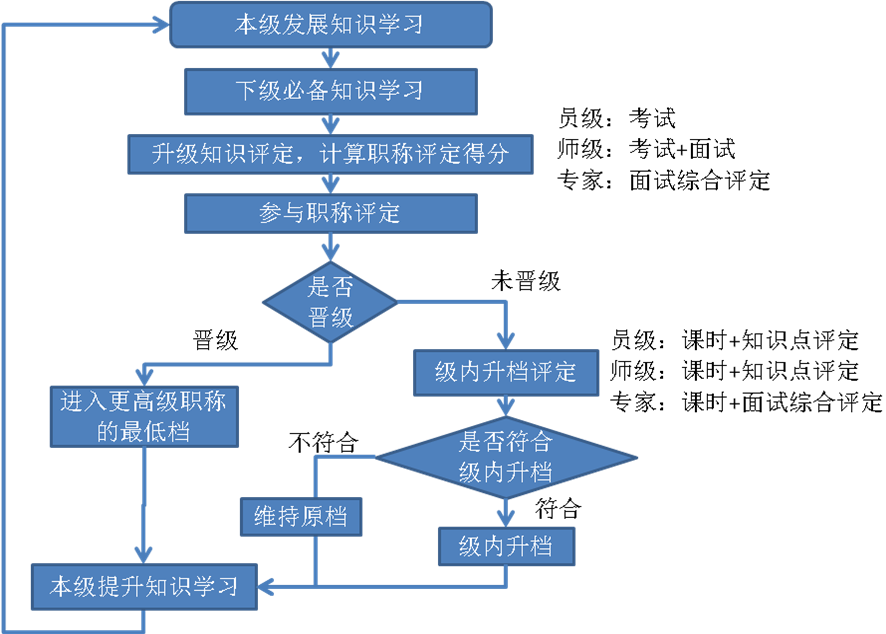 本级发展知识学习
下级必备知识学习
升级知识评定，计算职称评定得分
员级：考试
师级：考试+面试
专家：面试综合评定
参与职称评定
是否
晋级
未晋级
晋级
级内升档评定
员级：课时+知识点评定
师级：课时+知识点评定
专家：课时+面试综合评定
进入更高级职称
的最低档
是否符合
级内升档
不符合
符合
维持原档
级内升档
本级提升知识学习